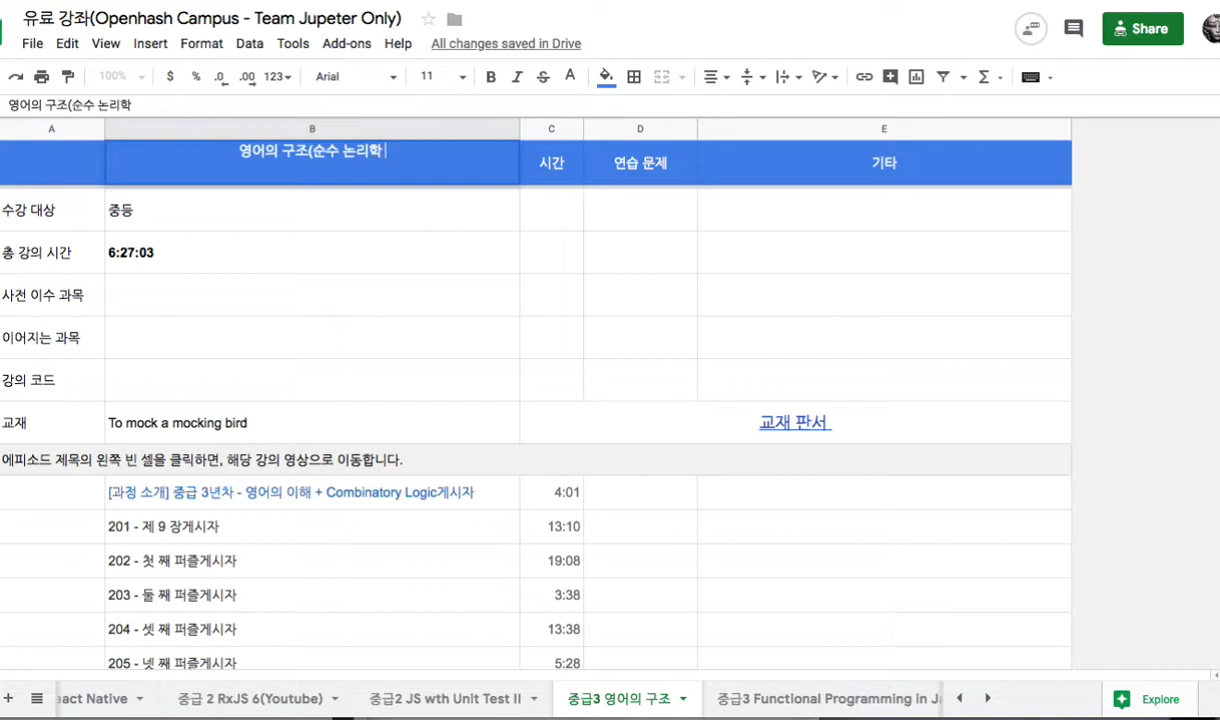 유료 강좌(Openhash Campus - Team Jupeter Only)
File Edit View Insert Format Data Tools Add-ons Help All changes saved in Drive
Share
100% $ % .0 .00 123 Arial 11 B I S A
영어의 구조(순수 논리학
A B C D E
영어의 구조(순수 논리학 시간 연습 문제 기타
수강 대상 중등
총 강의 시간 6:27:03
사전 이수 과목
이어지는 과목
강의 코드
교재 To mock a mocking bird 교재 판서
에피소드 제목의 왼쪽 빈 셀을 클릭하면, 해당 강의 영상으로 이동합니다.
[과정 소개] 중급 3년차 - 영어의 이해 + Combinatory Logic게시자 4:01
201 - 제 9 장게시자 13:10
202 - 첫 째 퍼즐게시자 19:08
203 - 둘 째 퍼즐게시자 3:38
204 - 셋 째 퍼즐게시자 13:38
205 - 넷 째 퍼즐게시자 5:28
act Native 중급 2 RxJS 6(Youtube) 중급2 JS wth Unit Test II 중급3 영어의 구조 중급3 Functional Programming in Ja Explore